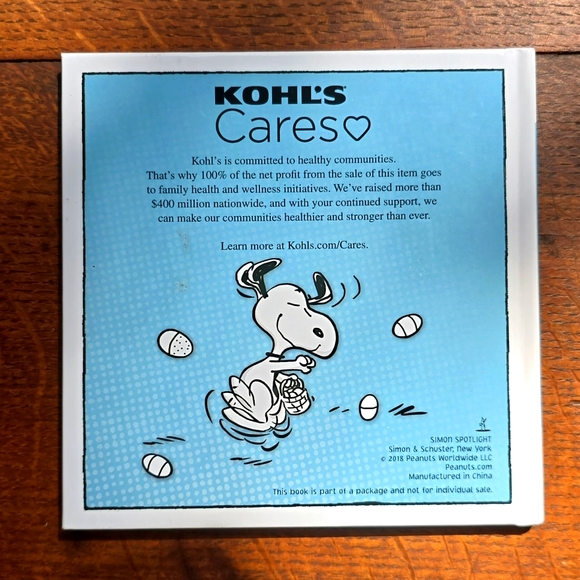 KOHL'S
Cares
Kohl's is committed to healthy communities.
That's why 100% of the net profit from the sale of this item goes
to family health and wellness initiatives. We've raised more than
$400 million nationwide, and with your continued support, we
can make our communities healthier and stronger than ever.
Learn more at Kohls.com/Cares.
SIMON SPOTLIGHT
Simon & Schuster, New York
© 2018 Peanuts Worldwide LLC
Peanuts.com
Manufactured in China
This book is part of a package and not for individual sale.